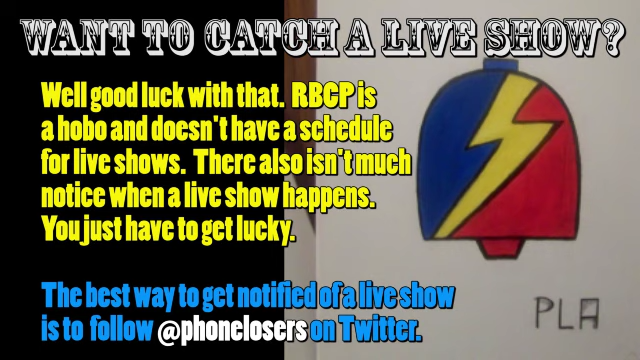 WANT TO CATCH A LIVE SHOW?
Well good luck with that. RBCP is
a hobo and doesn't have a schedule
for live shows. There also isn't much
notice when a live show happens.
You just have to get lucky.
The best way to get notified of a live show
is to follow @phonelosers on Twitter.
PLA